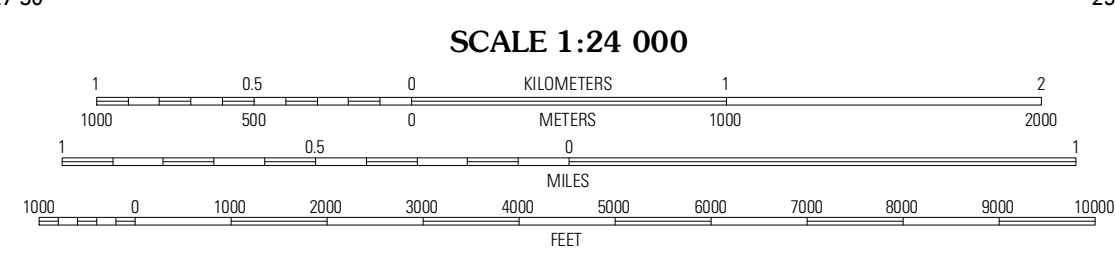 SCALE 1:24 000
1 0.5 0 KILOMETERS 1 2
1000 500 0 METERS 1000 2000
1 0.5 0 1
MILES
1000 0 1000 2000 3000 4000 5000 6000 7000 8000 9000 10000
FEET